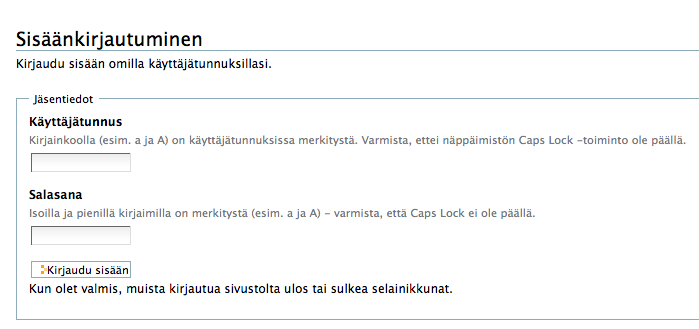 Sisäänkirjautuminen
Kirjaudu sisään omilla käyttäjätunnuksillasi.
Jäsentiedot
Käyttäjätunnus
Kirjainkoolla (esim. a ja A) on käyttäjätunnuksissa merkitystä. Varmista, ettei näppäimistön Caps Lock -toiminto ole päällä.
Salasana
Isoilla ja pienillä kirjaimilla on merkitystä (esim. a ja A) - varmista, että Caps Lock ei ole päällä.
Kirjaudu sisään
Kun olet valmis, muista kirjautua sivustolta ulos tai sulkea selainikkunat.